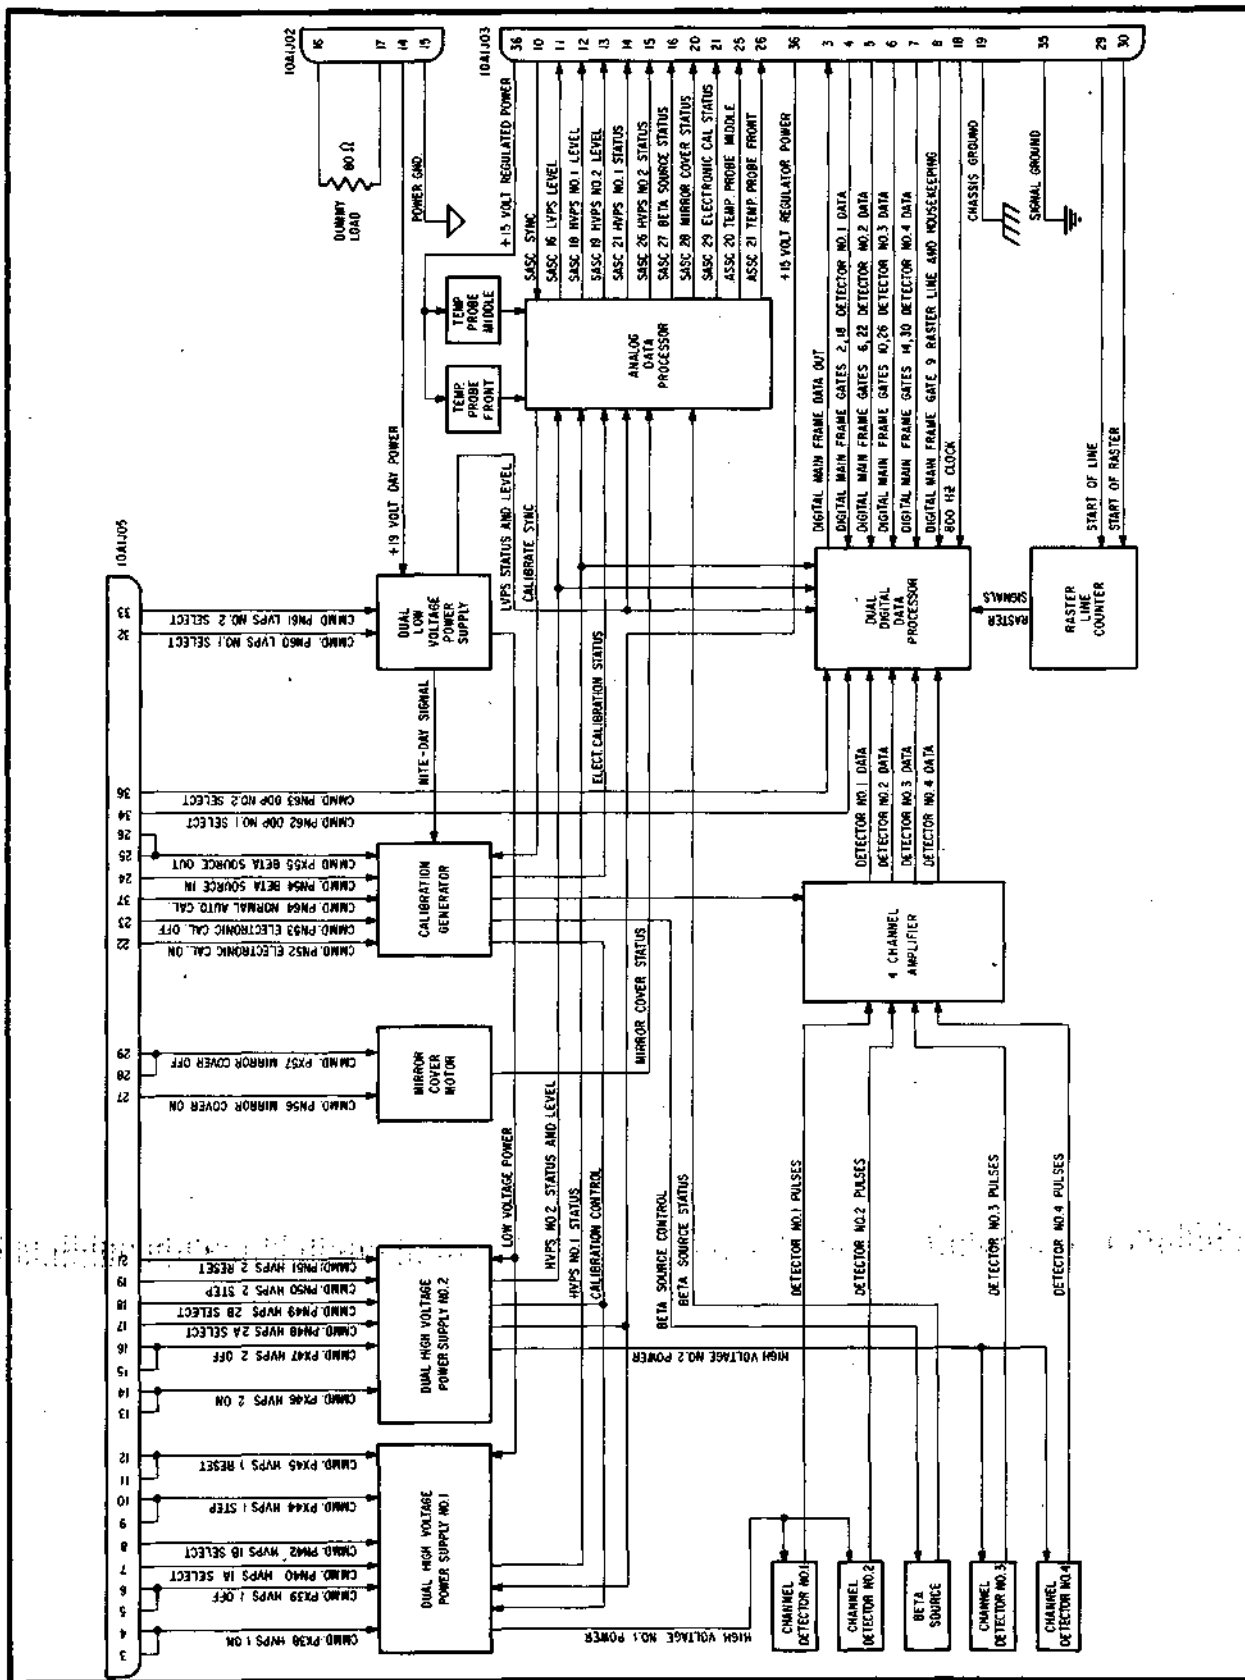 10A1J02
16
17
14
15
80 Ω
DUMMY
LOAD
POWER GND.
10A1J03
36
10
11
12
13
14
15
16
20
21
25
26
36
3
4
5
6
7
8
18
19
35
29
30
+15 VOLT REGULATED POWER
SASC SYNC
SASC 16 LVPS LEVEL
SASC 18 HVPS NO.1 LEVEL
SASC 19 HVPS NO.2 LEVEL
SASC 21 HVPS NO.1 STATUS
SASC 26 HVPS NO.2 STATUS
SASC 27 BETA SOURCE STATUS
SASC 28 MIRROR COVER STATUS
SASC 29 ELECTRONIC CAL STATUS
ASSC 20 TEMP. PROBE MIDDLE
ASSC 21 TEMP. PROBE FRONT
+15 VOLT REGULATOR POWER
DIGITAL MAIN FRAME DATA OUT
DIGITAL MAIN FRAME GATES 2,18 DETECTOR NO.1 DATA
DIGITAL MAIN FRAME GATES 6,22 DETECTOR NO.2 DATA
DIGITAL MAIN FRAME GATES 10,26 DETECTOR NO.3 DATA
DIGITAL MAIN FRAME GATES 14,30 DETECTOR NO.4 DATA
DIGITAL MAIN FRAME GATE 9 RASTER LINE AND HOUSEKEEPING
800 HZ CLOCK
CHASSIS GROUND
SIGNAL GROUND
START OF LINE
START OF RASTER
TEMP
PROBE
MIDDLE
TEMP.
PROBE
FRONT
ANALOG
DATA
PROCESSOR
DUAL
DIGITAL
DATA
PROCESSOR
RASTER
SIGNALS
RASTER
LINE
COUNTER
10A1J05
33
32
36
34
26
25
24
37
23
22
29
28
27
21
19
18
17
16
15
14
13
12
11
10
9
8
7
6
5
4
3
CMMD PN61 LVPS NO. 2 SELECT
CMMD. PN60 LVPS NO.1 SELECT
CMMD. PN63 DDP NO.2 SELECT
CMMD. PN62 DDP NO.1 SELECT
CMMD PX55 BETA SOURCE OUT
CMMD. PN54 BETA SOURCE IN
CMMD. PN64 NORMAL AUTO. CAL.
CMMD. PN53 ELECTRONIC CAL. OFF
CMMD. PN52 ELECTRONIC CAL. ON
CMMD. PX57 MIRROR COVER OFF
CMMD. PN56 MIRROR COVER ON
CMMD. PN51 HVPS 2 RESET
CMMD. PN50 HVPS 2 STEP
CMMD. PN49 HVPS 2B SELECT
CMMD. PN48 HVPS 2A SELECT
CMMD. PX47 HVPS 2 OFF
CMMD. PX46 HVPS 2 ON
CMMD. PX45 HVPS 1 RESET
CMMD. PX44 HVPS 1 STEP
CMMD. PN42 HVPS 1B SELECT
CMMD. PN40 HVPS 1A SELECT
CMMD. PX39 HVPS 1 OFF
CMMD. PX38 HVPS 1 ON
+19 VOLT DAY POWER
DUAL
LOW
VOLTAGE
POWER
SUPPLY
LVPS STATUS AND LEVEL
CALIBRATE SYNC
NITE-DAY SIGNAL
ELECT. CALIBRATION STATUS
CALIBRATION
GENERATOR
MIRROR
COVER
MOTOR
MIRROR COVER STATUS
LOW VOLTAGE POWER
HVPS NO.2 STATUS AND LEVEL
HVPS NO.1 STATUS
CALIBRATION CONTROL
BETA SOURCE CONTROL
BETA SOURCE STATUS
DUAL HIGH VOLTAGE
POWER SUPPLY NO.2
DUAL HIGH VOLTAGE
POWER SUPPLY NO.1
HIGH VOLTAGE NO.2 POWER
HIGH VOLTAGE NO.1 POWER
DETECTOR NO.1 DATA
DETECTOR NO.2 DATA
DETECTOR NO.3 DATA
DETECTOR NO.4 DATA
4 CHANNEL
AMPLIFIER
DETECTOR NO.1 PULSES
DETECTOR NO.2 PULSES
DETECTOR NO.3 PULSES
DETECTOR NO.4 PULSES
CHANNEL
DETECTOR NO.1
CHANNEL
DETECTOR NO.2
BETA
SOURCE
CHANNEL
DETECTOR NO.3
CHANNEL
DETECTOR NO.4